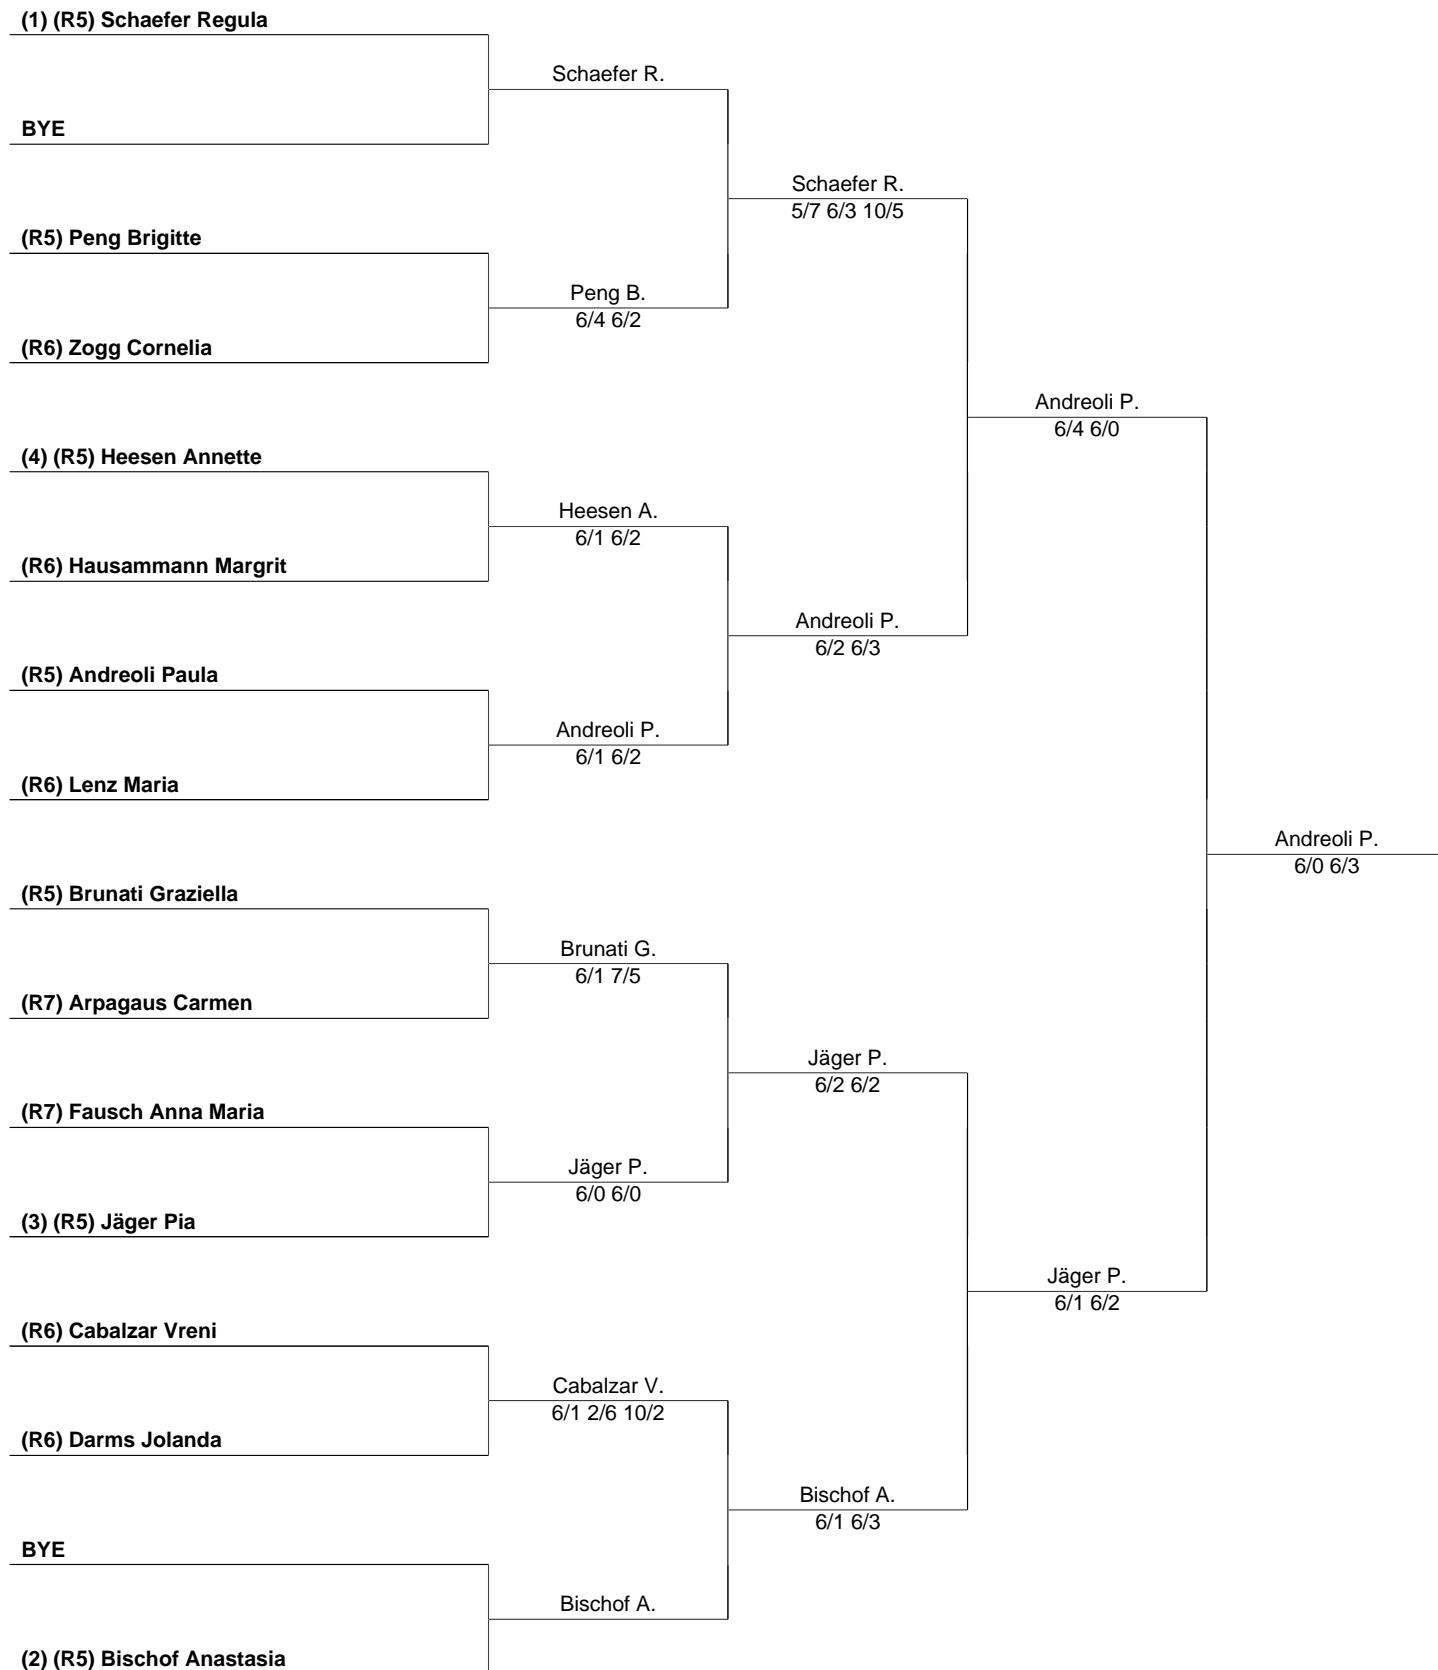 (1) (R5) Schaefer Regula
Schaefer R.
BYE
Schaefer R.
5/7 6/3 10/5
(R5) Peng Brigitte
Peng B.
6/4 6/2
(R6) Zogg Cornelia
Andreoli P.
6/4 6/0
(4) (R5) Heesen Annette
Heesen A.
6/1 6/2
(R6) Hausammann Margrit
Andreoli P.
6/2 6/3
(R5) Andreoli Paula
Andreoli P.
6/1 6/2
(R6) Lenz Maria
Andreoli P.
6/0 6/3
(R5) Brunati Graziella
Brunati G.
6/1 7/5
(R7) Arpagaus Carmen
Jäger P.
6/2 6/2
(R7) Fausch Anna Maria
Jäger P.
6/0 6/0
(3) (R5) Jäger Pia
Jäger P.
6/1 6/2
(R6) Cabalzar Vreni
Cabalzar V.
6/1 2/6 10/2
(R6) Darms Jolanda
Bischof A.
6/1 6/3
BYE
Bischof A.
(2) (R5) Bischof Anastasia